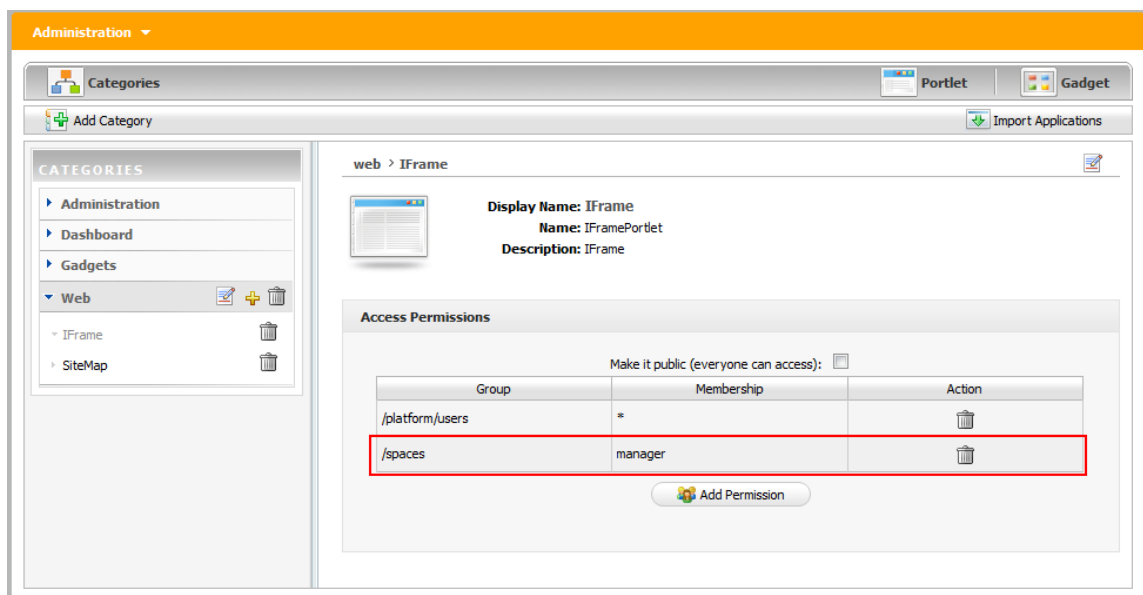 Administration
Categories
Portlet
Gadget
Add Category
Import Applications
CATEGORIES
Administration
Dashboard
Gadgets
Web
IFrame
SiteMap
web > IFrame
Display Name: IFrame
Name: IFramePortlet
Description: IFrame
Access Permissions
Make it public (everyone can access):
Group Membership Action
/platform/users *
/spaces manager
Add Permission